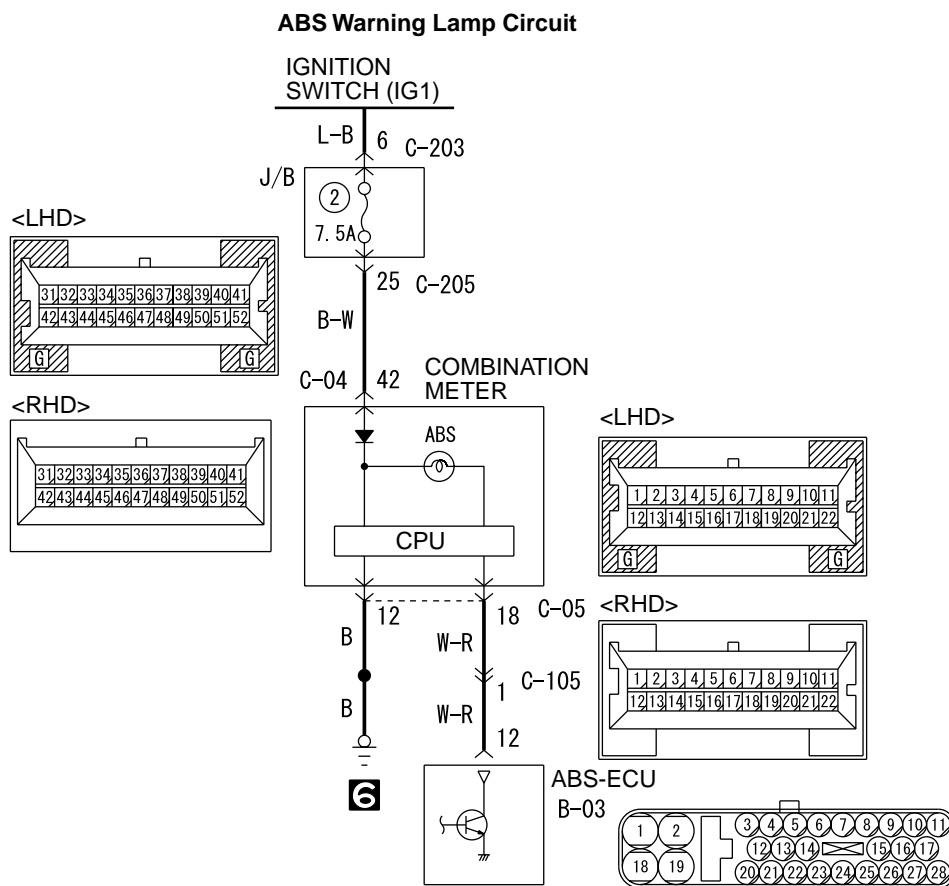 ABS Warning Lamp Circuit
IGNITION
SWITCH (IG1)
L-B 6 C-203
J/B
2
7.5A
25 C-205
B-W
<LHD>
31 32 33 34 35 36 37 38 39 40 41
42 43 44 45 46 47 48 49 50 51 52
G G
<RHD>
31 32 33 34 35 36 37 38 39 40 41
42 43 44 45 46 47 48 49 50 51 52
C-04 42
COMBINATION
METER
ABS
CPU
<LHD>
1 2 3 4 5 6 7 8 9 10 11
12 13 14 15 16 17 18 19 20 21 22
G G
<RHD>
1 2 3 4 5 6 7 8 9 10 11
12 13 14 15 16 17 18 19 20 21 22
12 18 C-05
B W-R
1 C-105
B W-R
12
6
ABS-ECU
B-03
1 2 3 4 5 6 7 8 9 10 11
12 13 14 15 16 17
18 19 20 21 22 23 24 25 26 27 28